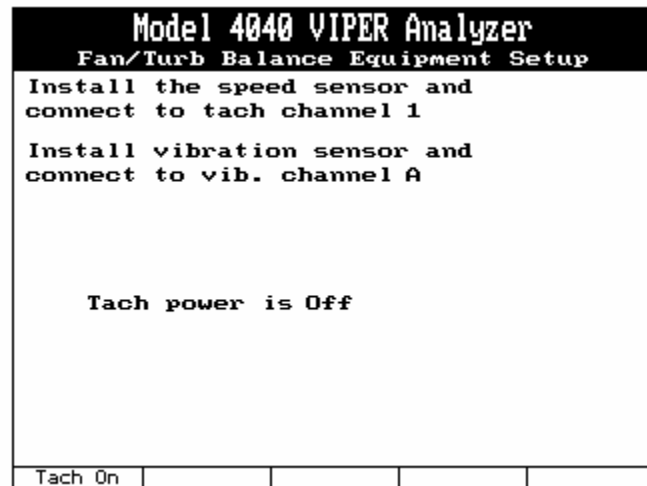 Model 4040 VIPER Analyzer
Fan/Turb Balance Equipment Setup
Install the speed sensor and
connect to tach channel 1
Install vibration sensor and
connect to vib. channel A
Tach power is Off
Tach On